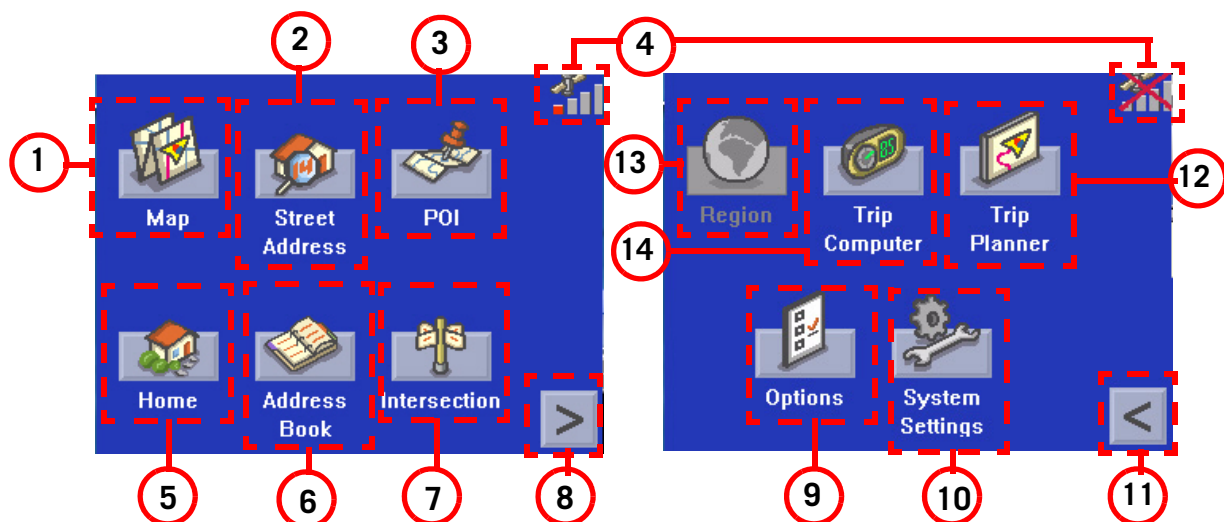 2
3
4
1
Map
Street
Address
POI
13
Region
Trip
Computer
Trip
Planner
12
14
Home
Address
Book
Intersection
>
Options
System
Settings
<
5
6
7
8
9
10
11